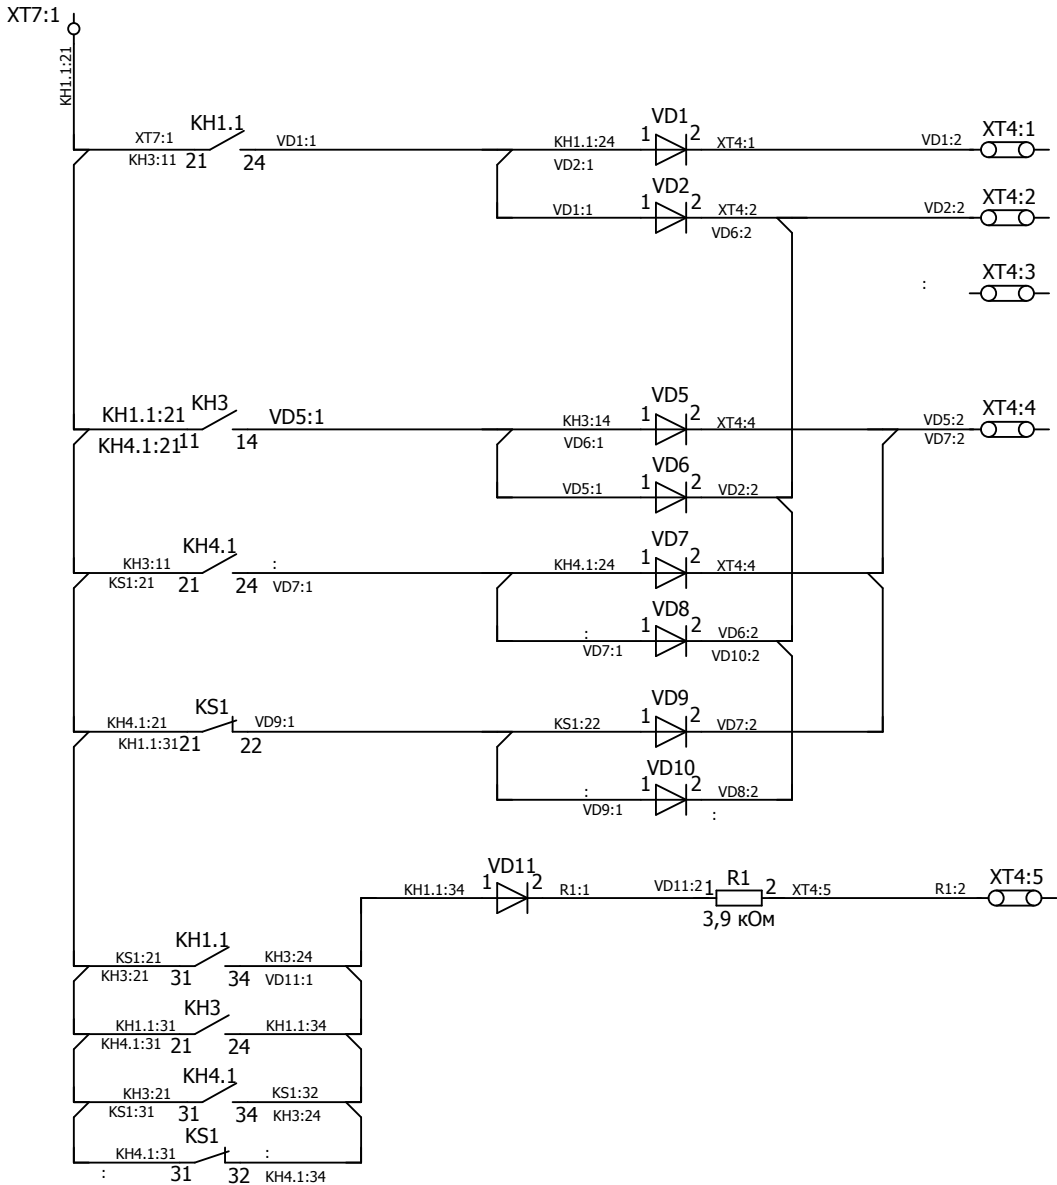 XT7:1
KH1.1:21
XT7:1 KH1.1 VD1:1 KH1.1:24 VD1 XT4:1 VD1:2 XT4:1
KH3:11 21 24 VD2:1 1 2
VD1:1 1 VD2 2 XT4:2 VD2:2 XT4:2
VD6:2
: XT4:3
KH1.1:21 KH3 VD5:1 KH3:14 1 VD5 2 XT4:4 VD5:2 XT4:4
KH4.1:21 11 14 VD6:1 VD7:2
VD5:1 1 VD6 2 VD2:2
KH3:11 KH4.1 : KH4.1:24 1 VD7 2 XT4:4
KS1:21 21 24 VD7:1
: 1 VD8 2 VD6:2
VD7:1 VD10:2
KH4.1:21 KS1 VD9:1 KS1:22 1 VD9 2 VD7:2
KH1.1:31 21 22
: 1 VD10 2 VD8:2
VD9:1 :
KH1.1:34 1 VD11 2 R1:1 VD11:2 1 R1 2 XT4:5 R1:2 XT4:5
3,9 кОм
KS1:21 KH1.1 KH3:24
KH3:21 31 34 VD11:1
KH1.1:31 KH3 KH1.1:34
KH4.1:31 21 24
KH3:21 KH4.1 KS1:32
KS1:31 31 34 KH3:24
KH4.1:31 KS1 :
: 31 32 KH4.1:34